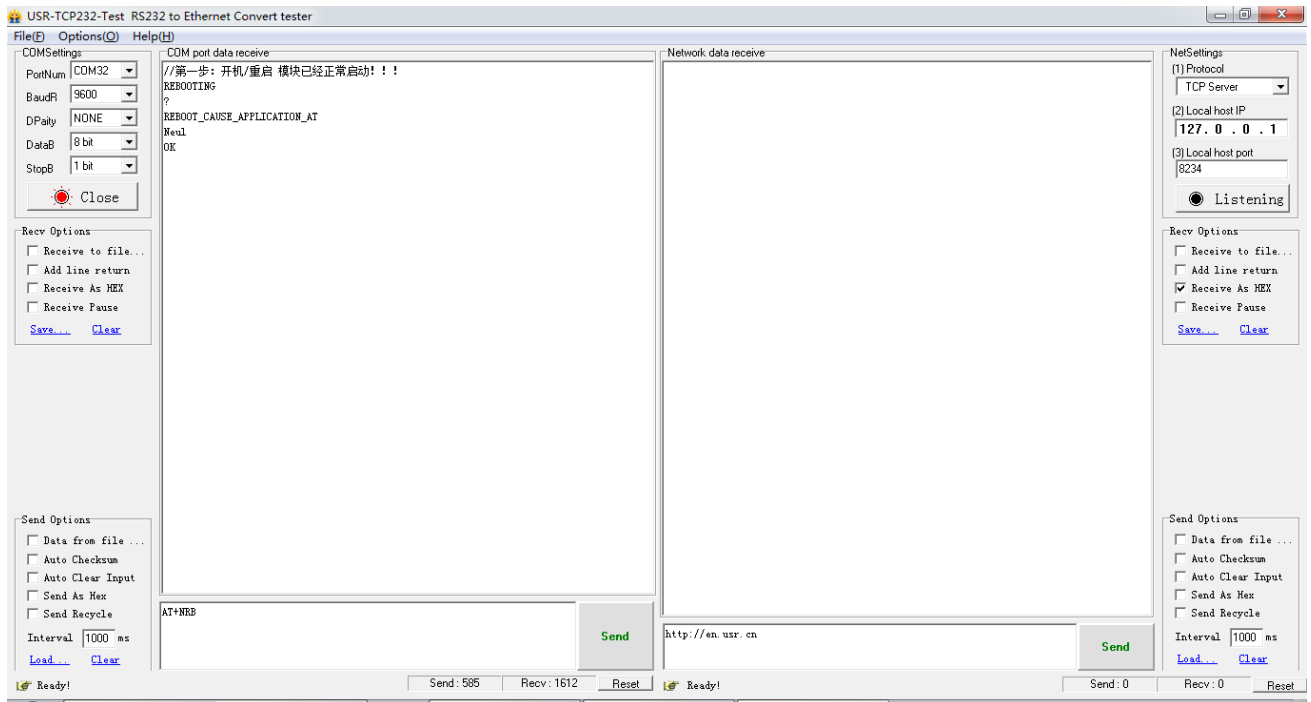 USR-TCP232-Test RS232 to Ethernet Convert tester
File(F) Options(O) Help(H)
COMSettings
PortNum COM32
BaudR 9600
DPaity NONE
DataB 8 bit
StopB 1 bit
Close
Recv Options
Receive to file...
Add line return
Receive As HEX
Receive Pause
Save... Clear
Send Options
Data from file ...
Auto Checksum
Auto Clear Input
Send As Hex
Send Recycle
Interval 1000 ms
Load... Clear
COM port data receive
//第一步：开机/重启 模块已经正常启动！！！
REBOOTING
?
REBOOT_CAUSE_APPLICATION_AT
Neul
OK
AT+NRB
Send
Network data receive
http://en.usr.cn
Send
NetSettings
(1) Protocol
TCP Server
(2) Local host IP
127. 0 . 0 . 1
(3) Local host port
8234
Listening
Recv Options
Receive to file...
Add line return
Receive As HEX
Receive Pause
Save... Clear
Send Options
Data from file ...
Auto Checksum
Auto Clear Input
Send As Hex
Send Recycle
Interval 1000 ms
Load... Clear
Ready!
Send : 585
Recv : 1612
Reset
Ready!
Send : 0
Recv : 0
Reset